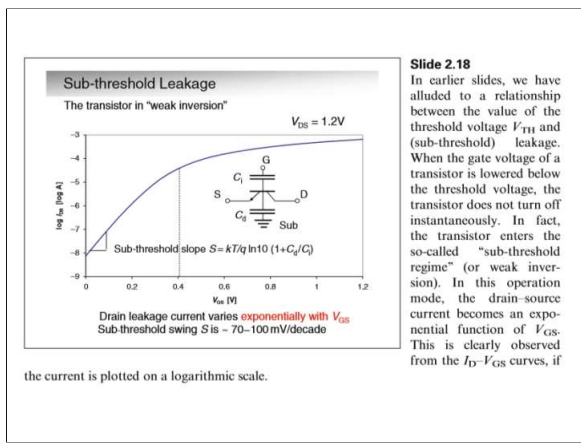 Sub-threshold Leakage
The transistor in "weak inversion"
V_DS = 1.2V
-3
-4
-5
-6
-7
-8
-9
log I_DS [log A]
G
C_i
S
D
C_d
Sub
Sub-threshold slope S = kT/q ln10 (1+C_d/C_i)
0
0.2
0.4
0.6
0.8
1
1.2
V_GS [V]
Drain leakage current varies exponentially with V_GS
Sub-threshold swing S is ~ 70–100 mV/decade
Slide 2.18
In earlier slides, we have
alluded to a relationship
between the value of the
threshold voltage V_TH and
(sub-threshold) leakage.
When the gate voltage of a
transistor is lowered below
the threshold voltage, the
transistor does not turn off
instantaneously. In fact,
the transistor enters the
so-called "sub-threshold
regime" (or weak inver-
sion). In this operation
mode, the drain–source
current becomes an expo-
nential function of V_GS.
This is clearly observed
from the I_D–V_GS curves, if
the current is plotted on a logarithmic scale.